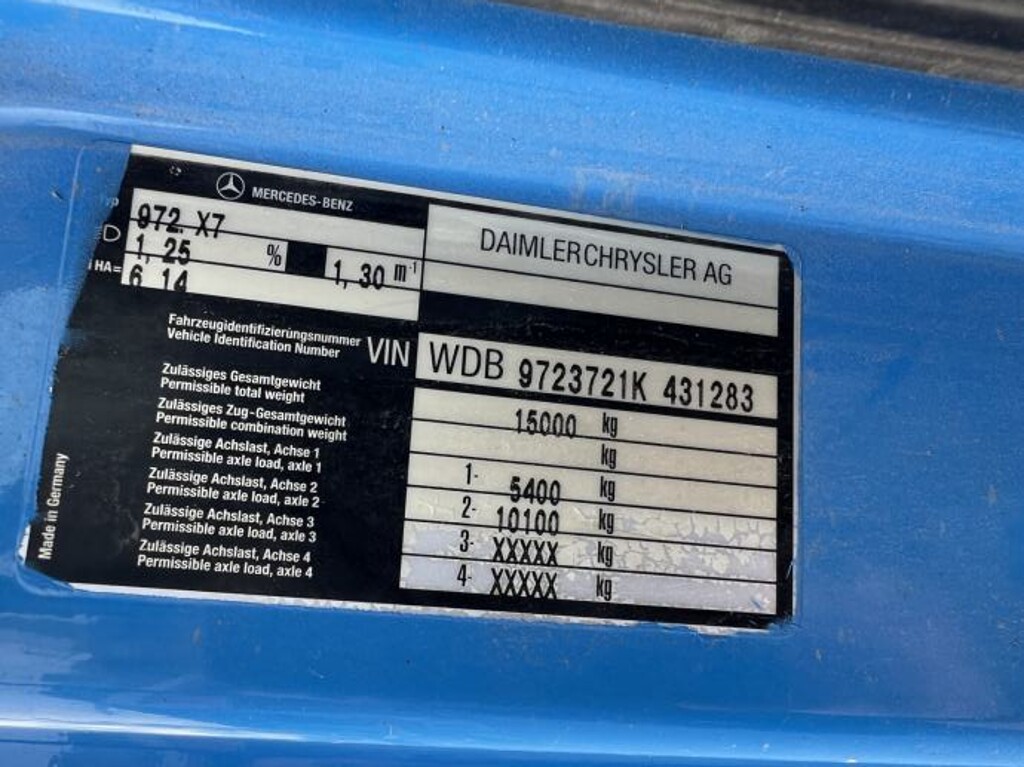 MERCEDES-BENZ
972. X7
DAIMLERCHRYSLER AG
D 1, 25 % 1, 30 m-1
HA= 6 14
Fahrzeugidentifizierungsnummer
Vehicle Identification Number VIN WDB 9723721K 431283
Zulässiges Gesamtgewicht
Permissible total weight 15000 kg
Zulässiges Zug-Gesamtgewicht
Permissible combination weight kg
Zulässige Achslast, Achse 1
Permissible axle load, axle 1 1- 5400 kg
Zulässige Achslast, Achse 2
Permissible axle load, axle 2 2- 10100 kg
Zulässige Achslast, Achse 3
Permissible axle load, axle 3 3- XXXXX kg
Zulässige Achslast, Achse 4
Permissible axle load, axle 4 4- XXXXX kg
Made in Germany